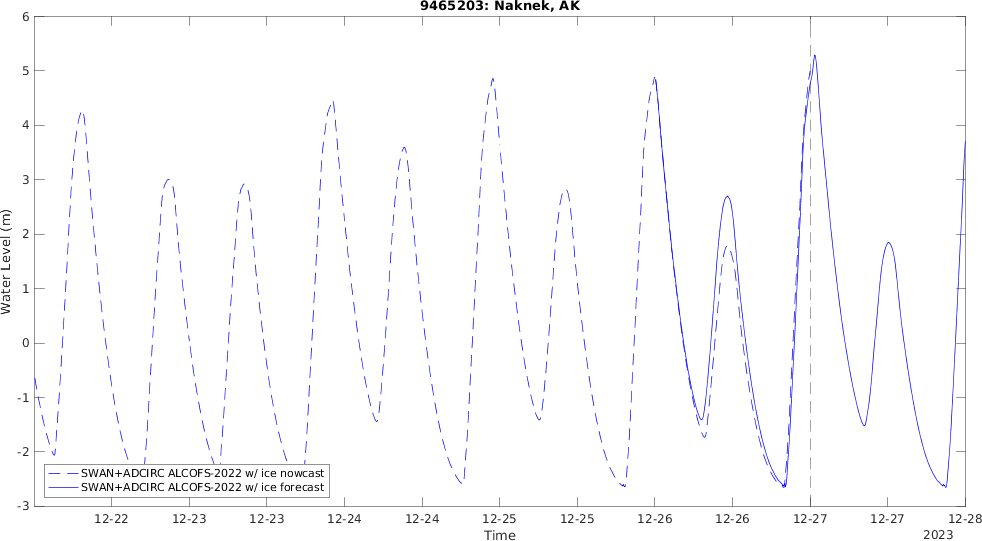 9465203: Naknek, AK
Water Level (m)
6
5
4
3
2
1
0
-1
-2
-3
SWAN+ADCIRC ALCOFS-2022 w/ ice nowcast
SWAN+ADCIRC ALCOFS-2022 w/ ice forecast
12-22 12-23 12-23 12-24 12-24 12-25 12-25 12-26 12-26 12-27 12-27 12-28
Time
2023